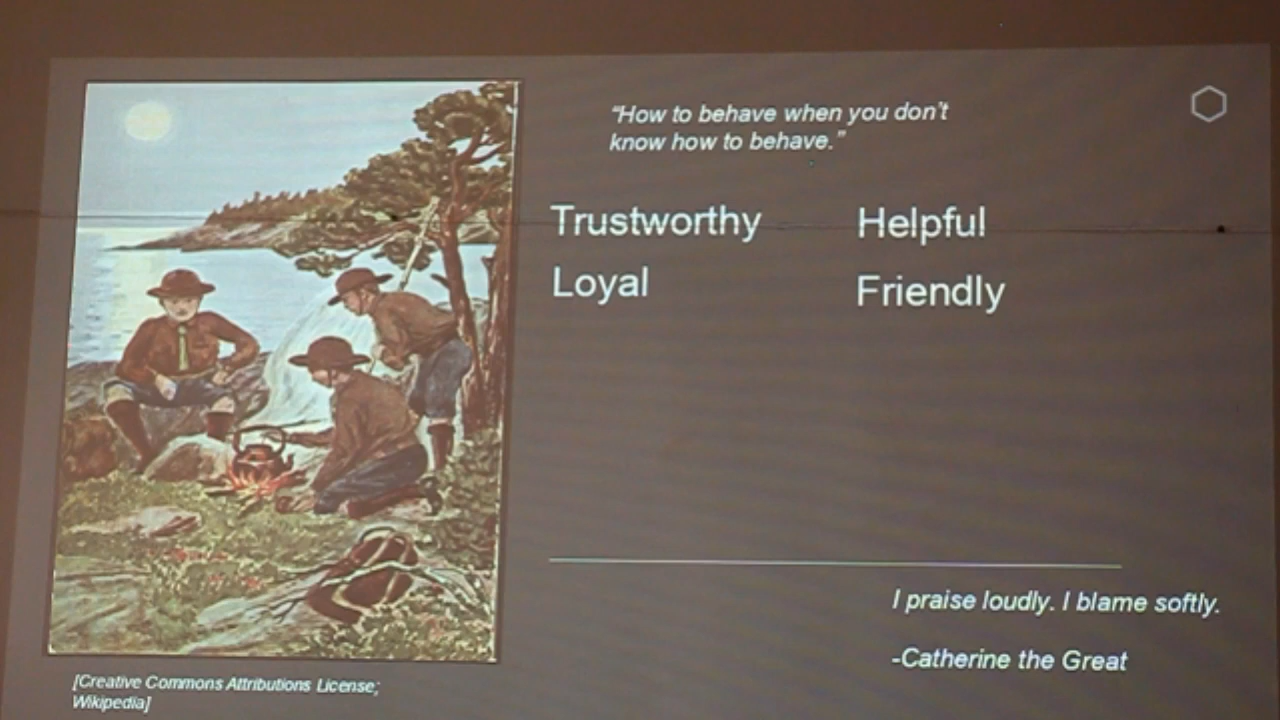 “How to behave when you don’t
know how to behave.”
Trustworthy
Helpful
Loyal
Friendly
I praise loudly. I blame softly.
-Catherine the Great
[Creative Commons Attributions License;
Wikipedia]